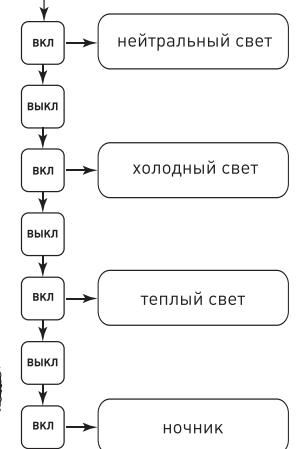 ВКЛ нейтральный свет
ВЫКЛ
ВКЛ холодный свет
ВЫКЛ
ВКЛ теплый свет
ВЫКЛ
ВКЛ ночник